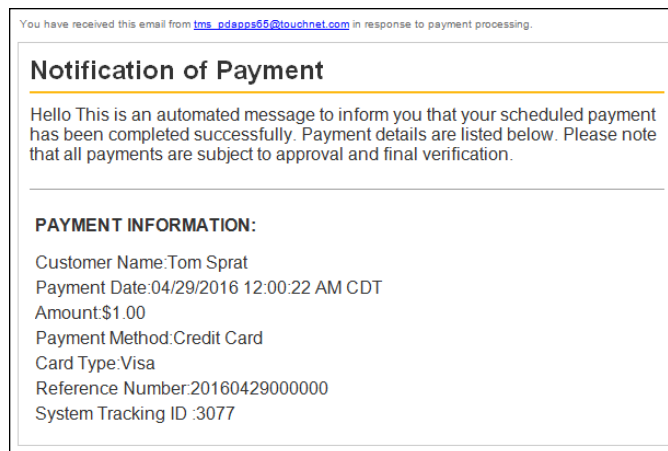 You have received this email from tms_pdapps65@touchnet.com in response to payment processing.
Notification of Payment
Hello This is an automated message to inform you that your scheduled payment
has been completed successfully. Payment details are listed below. Please note
that all payments are subject to approval and final verification.
PAYMENT INFORMATION:
Customer Name:Tom Sprat
Payment Date:04/29/2016 12:00:22 AM CDT
Amount:$1.00
Payment Method:Credit Card
Card Type:Visa
Reference Number:20160429000000
System Tracking ID :3077